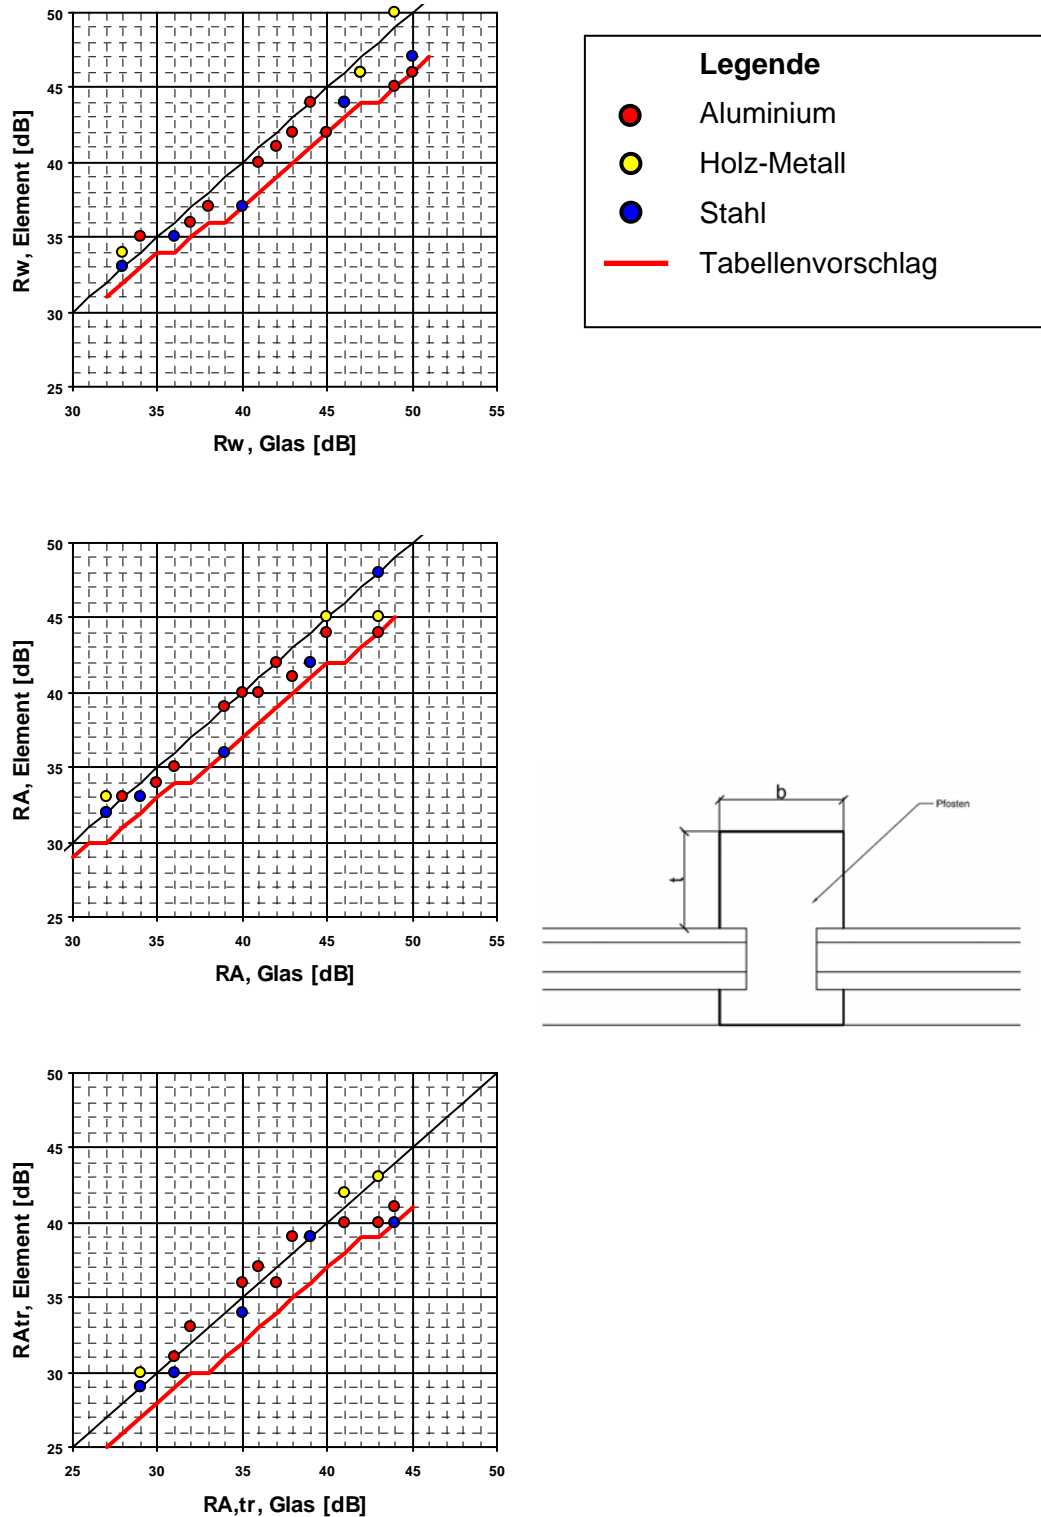 50
45
40
35
30
25
Rw, Element [dB]
30 35 40 45 50 55
Rw, Glas [dB]
Legende
Aluminium
Holz-Metall
Stahl
Tabellenvorschlag
50
45
40
35
30
25
RA, Element [dB]
30 35 40 45 50 55
RA, Glas [dB]
b
Pfosten
t
50
45
40
35
30
25
RAtr, Element [dB]
25 30 35 40 45 50
RA,tr, Glas [dB]